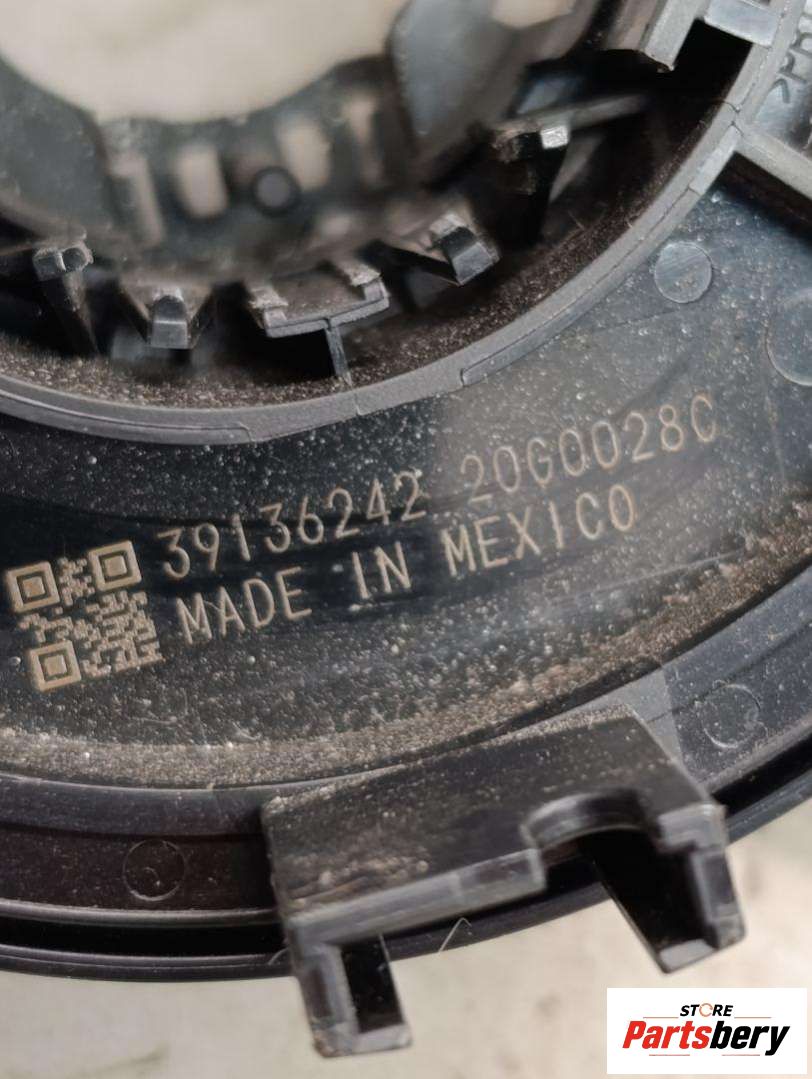 39136242 20G0028C
MADE IN MEXICO
STORE
Partsbery